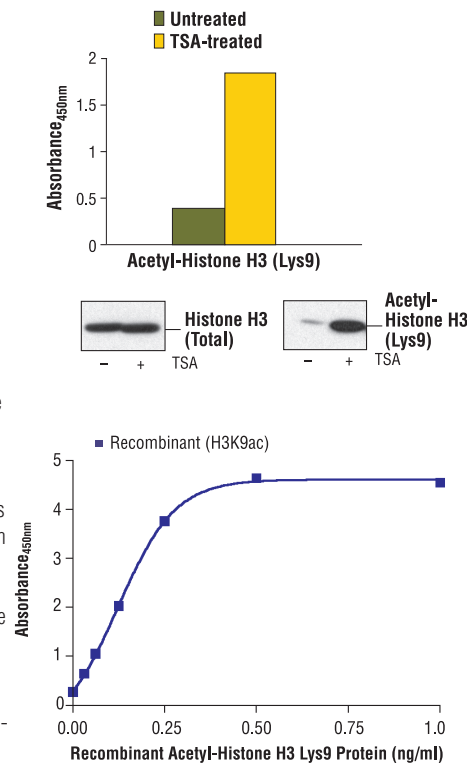 Untreated
TSA-treated
2
1.5
1
0.5
0
Absorbance450nm
Acetyl-Histone H3 (Lys9)
Histone H3
(Total)
– + TSA
Acetyl-
Histone H3
(Lys9)
– + TSA
e
s
n
e
-
Recombinant (H3K9ac)
5
4
3
2
1
0
Absorbance450nm
0.00 0.25 0.50 0.75 1.0
Recombinant Acetyl-Histone H3 Lys9 Protein (ng/ml)